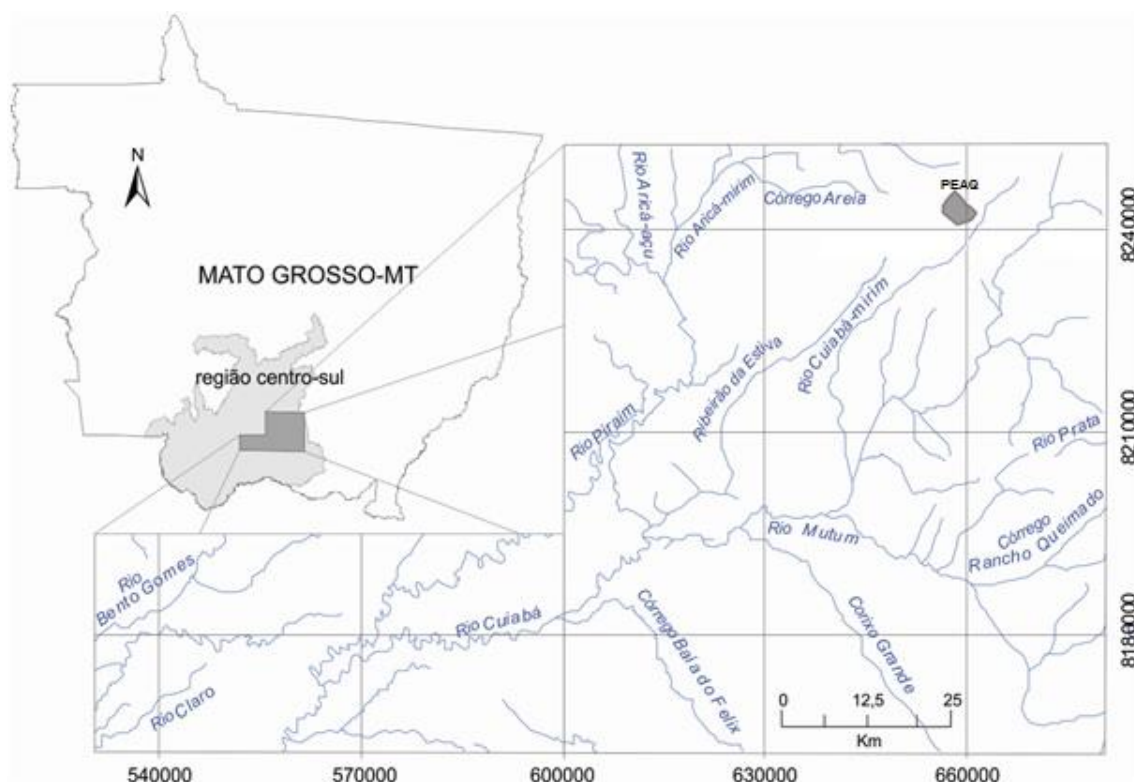 N
MATO GROSSO-MT
região centro-sul
Rio Aricá-açu
Rio Aricá-mirim
Córrego Areia
PEAQ
8240000
Rio Cuiabá-mirim
Ribeirão da Estiva
Rio Piraim
8210000
Rio Prata
Córrego
Rancho Queimado
Rio Mutum
Rio
Bento Gomes
Rio Cuiabá
Córrego Baía do Felix
Corixo Grande
8180000
Rio Claro
0 12,5 25
Km
540000 570000 600000 630000 660000